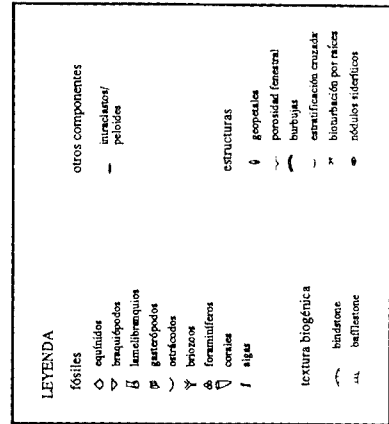 LEYENDA
fósiles
equínidos
braquiópodos
lamelibranquios
gasterópodos
ostrácodos
briozoos
foraminíferos
corales
algas
textura biogénica
bindstone
bafflestone
otros componentes
intraclastos/
peloides
estructuras
geopetales
porosidad fenestral
burbujas
estratificación cruzada
bioturbación por raíces
nódulos sideríticos